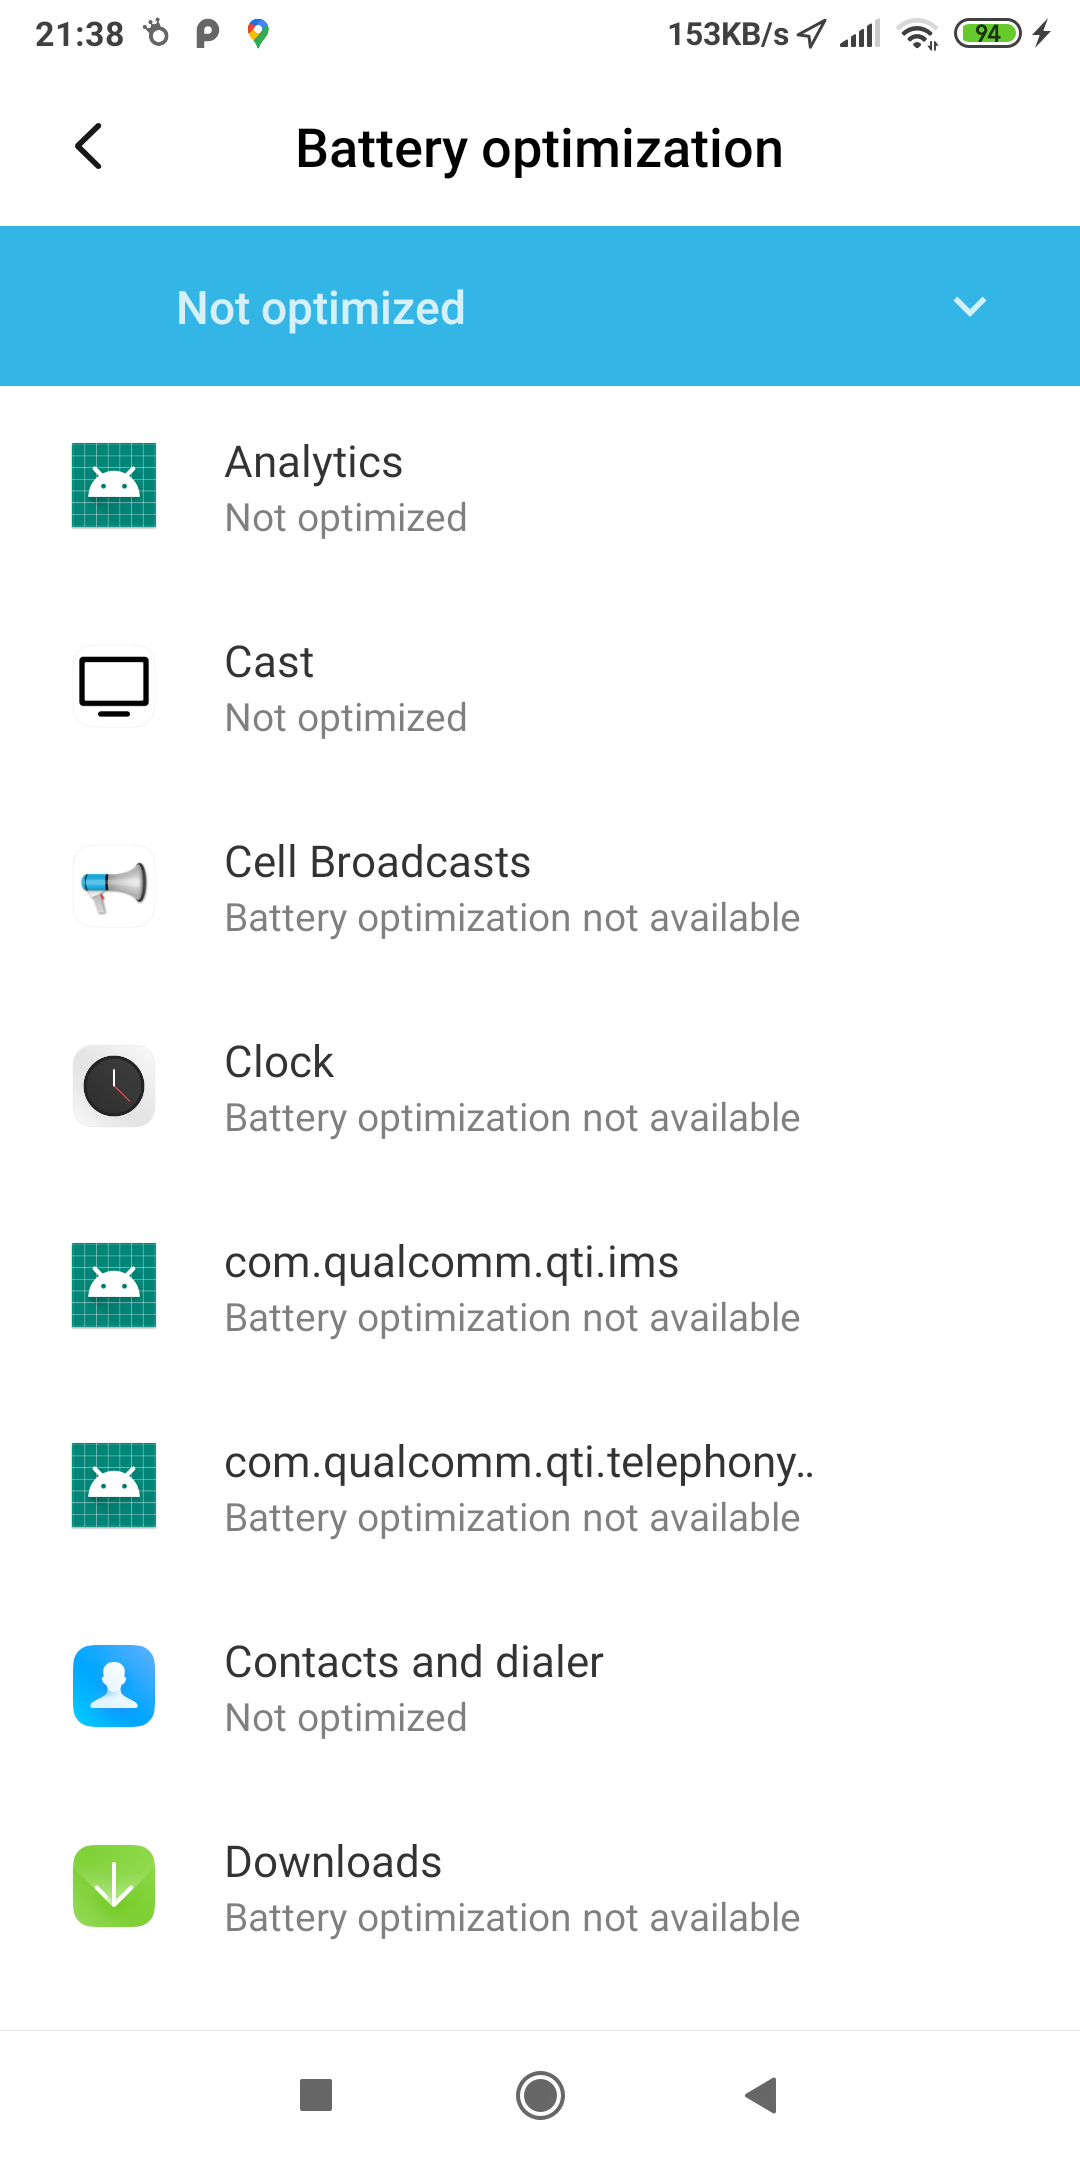 21:38 153KB/s 94
Battery optimization
Not optimized
Analytics
Not optimized
Cast
Not optimized
Cell Broadcasts
Battery optimization not available
Clock
Battery optimization not available
com.qualcomm.qti.ims
Battery optimization not available
com.qualcomm.qti.telephony..
Battery optimization not available
Contacts and dialer
Not optimized
Downloads
Battery optimization not available